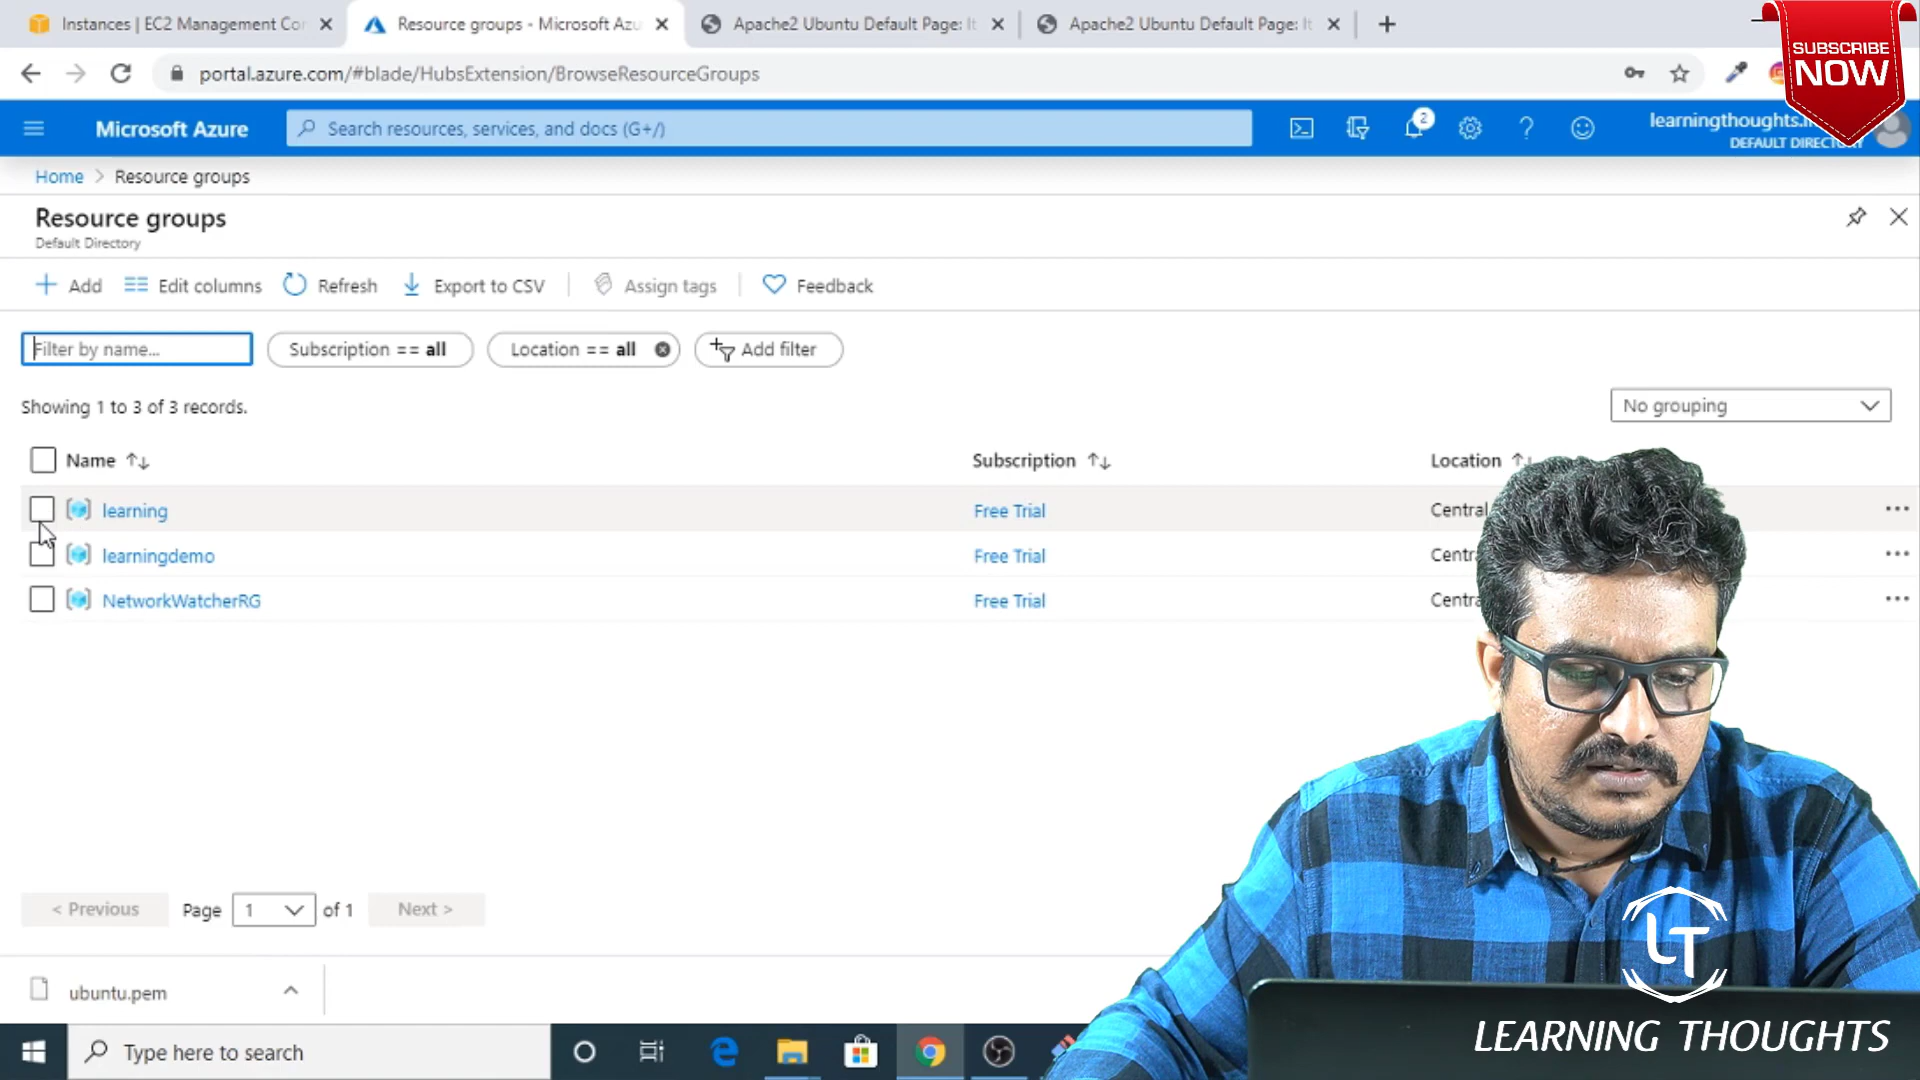 Instances | EC2 Management Con
Resource groups - Microsoft Azu
Apache2 Ubuntu Default Page: It
Apache2 Ubuntu Default Page: It
SUBSCRIBE
NOW
portal.azure.com/#blade/HubsExtension/BrowseResourceGroups
Microsoft Azure
Search resources, services, and docs (G+/)
2
learningthoughts.
DEFAULT DIRECTORY
Home > Resource groups
Resource groups
Default Directory
Add
Edit columns
Refresh
Export to CSV
Assign tags
Feedback
Filter by name...
Subscription == all
Location == all
Add filter
Showing 1 to 3 of 3 records.
No grouping
Name
Subscription
Location
learning
Free Trial
Central
learningdemo
Free Trial
Centr
NetworkWatcherRG
Free Trial
Centra
< Previous
Page 1 of 1
Next >
ubuntu.pem
LT
Type here to search
LEARNING THOUGHTS